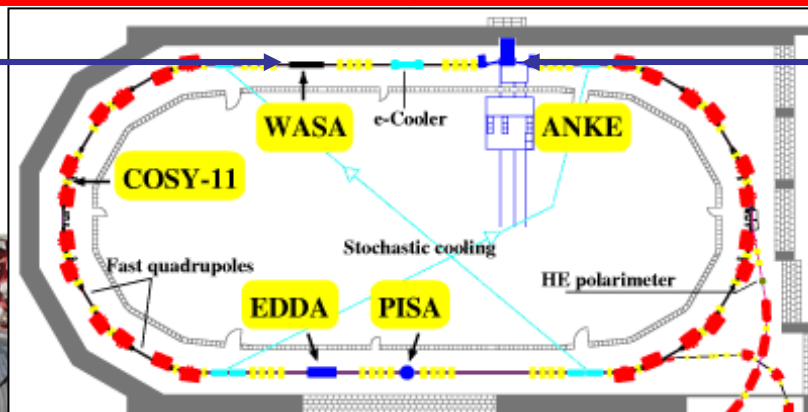 WASA
e-Cooler
ANKE
COSY-11
Stochastic cooling
Fast quadrupoles
HE polarimeter
EDDA
PISA